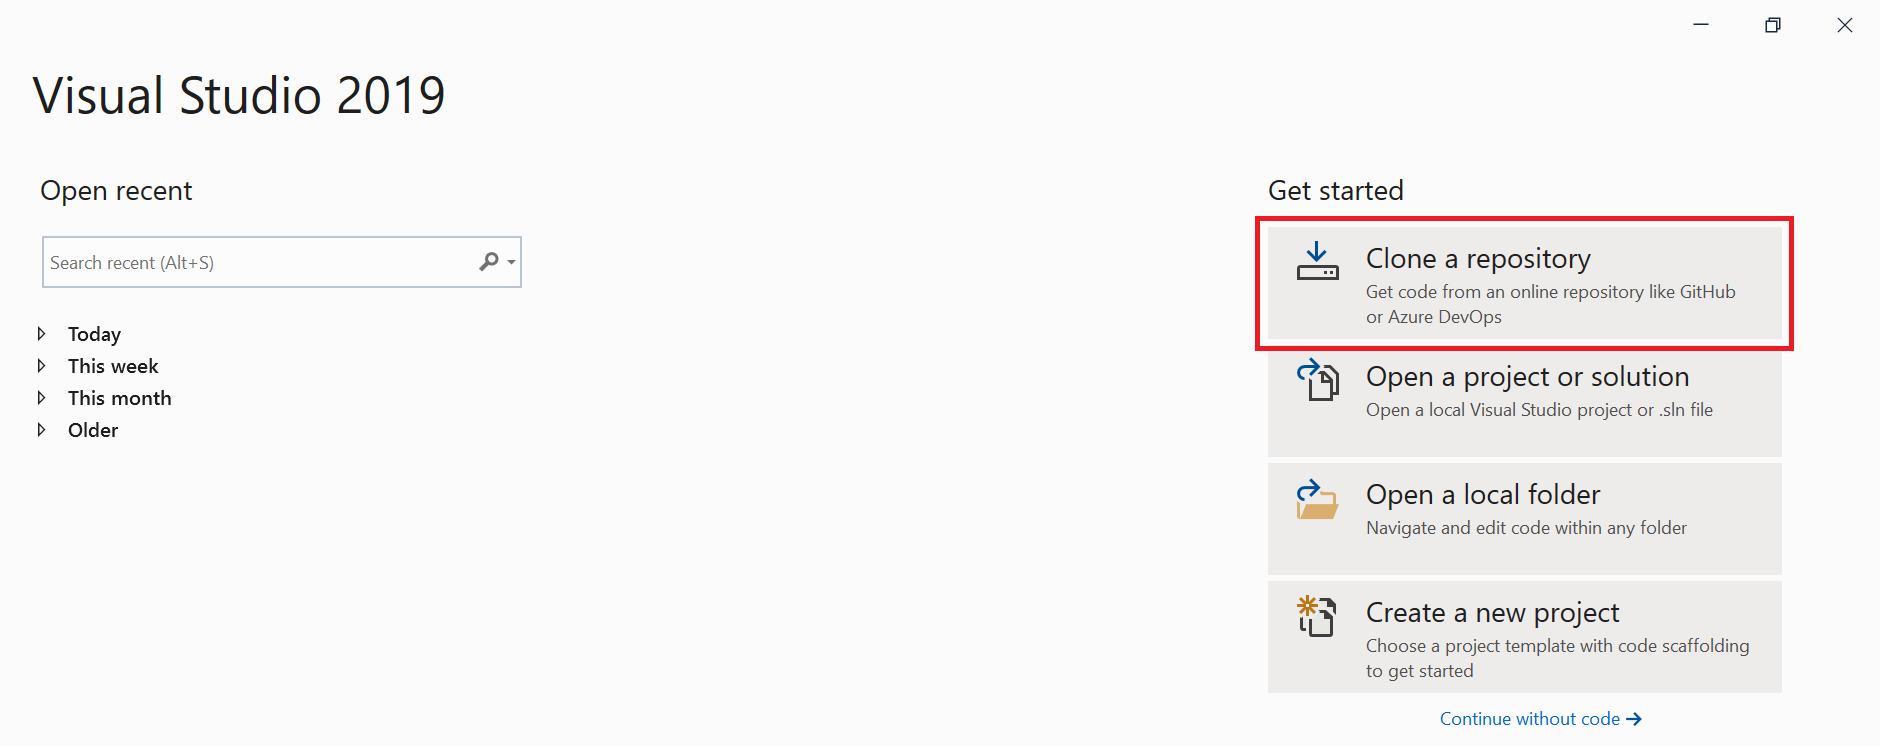 Visual Studio 2019
Open recent
Search recent (Alt+S)
Today
This week
This month
Older
Get started
Clone a repository
Get code from an online repository like GitHub
or Azure DevOps
Open a project or solution
Open a local Visual Studio project or .sln file
Open a local folder
Navigate and edit code within any folder
Create a new project
Choose a project template with code scaffolding
to get started
Continue without code